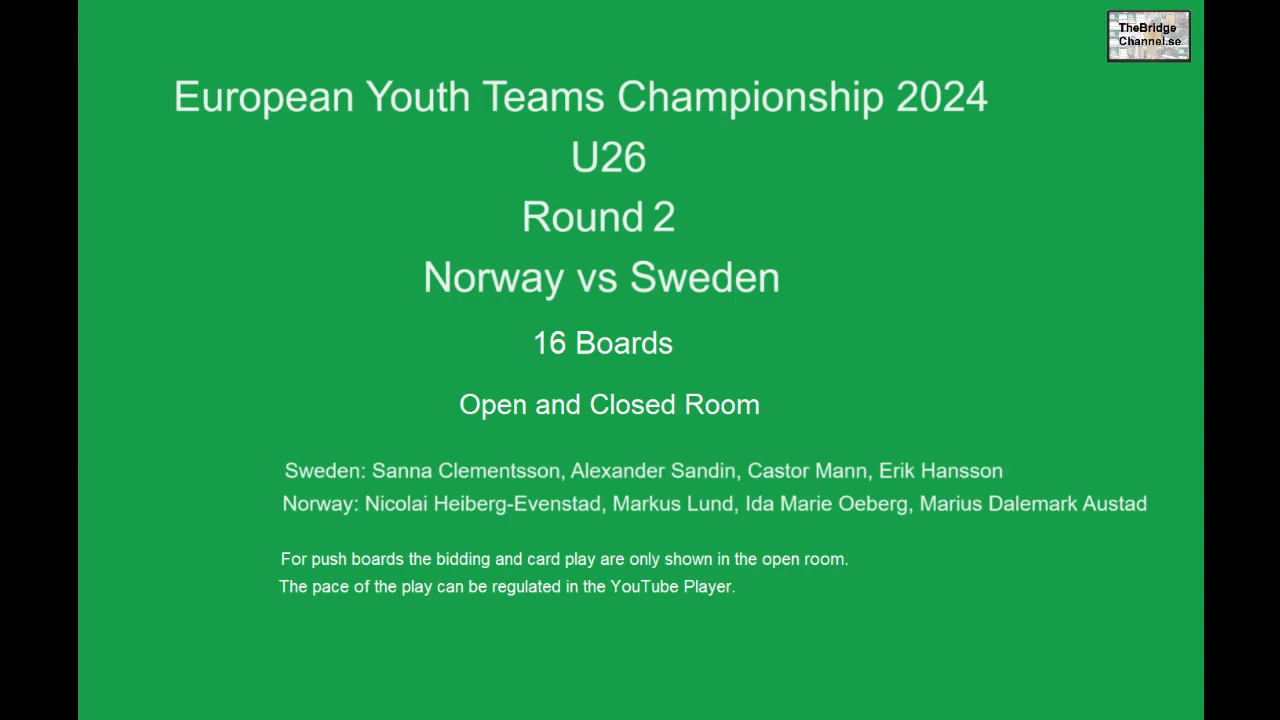 TheBridge
Channel.se
European Youth Teams Championship 2024
U26
Round 2
Norway vs Sweden
16 Boards
Open and Closed Room
Sweden: Sanna Clementsson, Alexander Sandin, Castor Mann, Erik Hansson
Norway: Nicolai Heiberg-Evenstad, Markus Lund, Ida Marie Oeberg, Marius Dalemark Austad
For push boards the bidding and card play are only shown in the open room.
The pace of the play can be regulated in the YouTube Player.